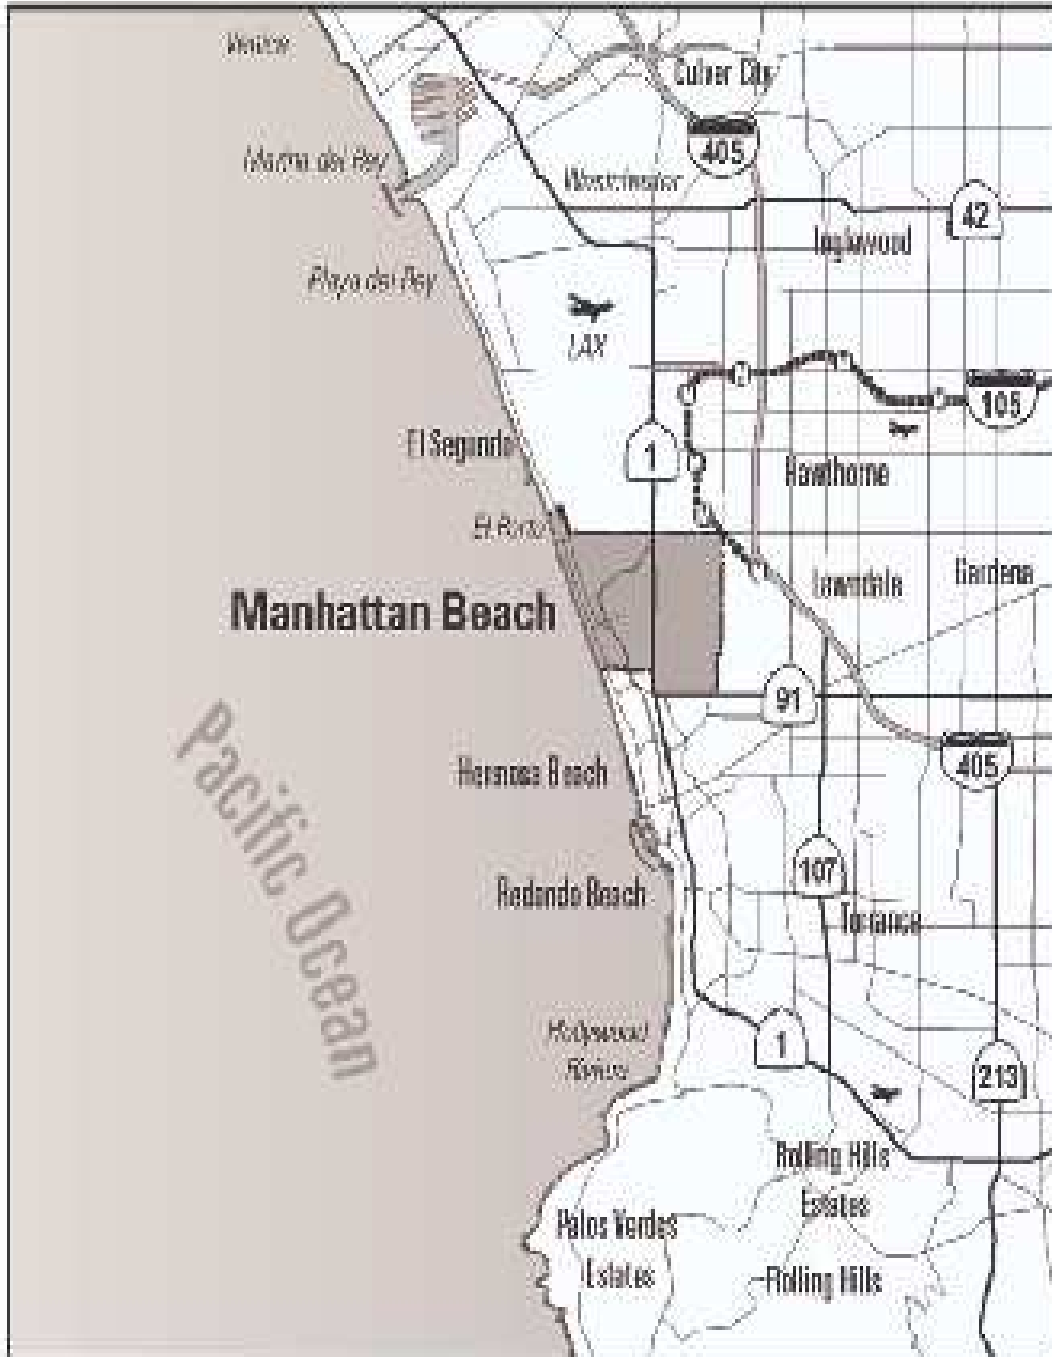 Venice
Culver City
405
Marina del Rey
Westminster
42
Inglewood
Playa del Rey
LAX
105
El Segundo
1
Hawthorne
El Porto
Lawndale
Gardena
Manhattan Beach
91
Pacific Ocean
405
Hermosa Beach
107
Redondo Beach
Torrance
Hollywood
Riviera
1
213
Rolling Hills
Estates
Palos Verdes
Estates
Rolling Hills